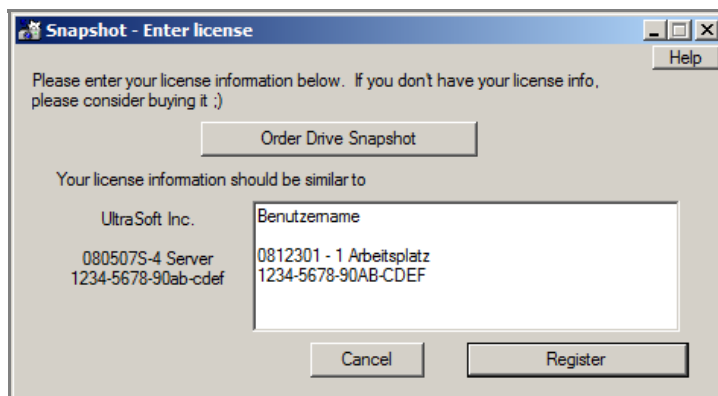 Snapshot - Enter license
Help
Please enter your license information below. If you don't have your license info,
please consider buying it ;)
Order Drive Snapshot
Your license information should be similar to
UltraSoft Inc.
080507S-4 Server
1234-5678-90ab-cdef
Benutzername
0812301 - 1 Arbeitsplatz
1234-5678-90AB-CDEF
Cancel
Register